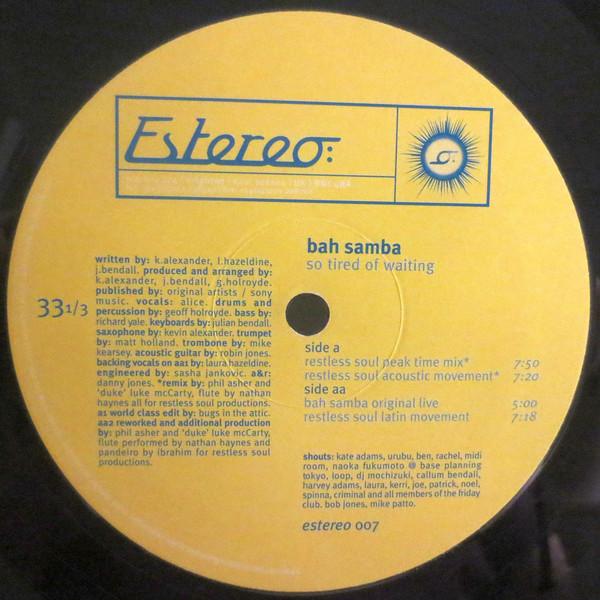 Estereo:
bah samba
so tired of waiting
written by: k.alexander, l.hazeldine,
j.bendall. produced and arranged by:
k.alexander, j.bendall, g.holroyde.
published by: original artists / sony
music. vocals: alice. drums and
percussion by: geoff holroyde. bass by:
richard yale. keyboards by: julian bendall.
saxophone by: kevin alexander. trumpet
by: matt holland. trombone by: mike
kearsey. acoustic guitar by: robin jones.
backing vocals on aa1 by: laura hazeldine.
engineered by: sasha jankovic. a&r:
danny jones. *remix by: phil asher and
'duke' luke mcCarty, flute by nathan
haynes all for restless soul productions.
a1 world class edit by: bugs in the attic.
aa2 reworked and additional production
by: phil asher and 'duke' luke mcCarty,
flute performed by nathan haynes and
pandeiro by ibrahim for restless soul
productions.
33 1/3
side a
restless soul peak time mix* 7:50
restless soul acoustic movement* 7:20
side aa
bah samba original live 5:00
restless soul latin movement 7:18
shouts: kate adams, urubu, ben, rachel, midi
room, naoka fukumoto @ base planning
tokyo, loop, dj mochizuki, callum bendall,
harvey adams, laura, kerri, joe, patrick, noel,
spinna, criminal and all members of the friday
club. bob jones, mike patto.
estereo 007